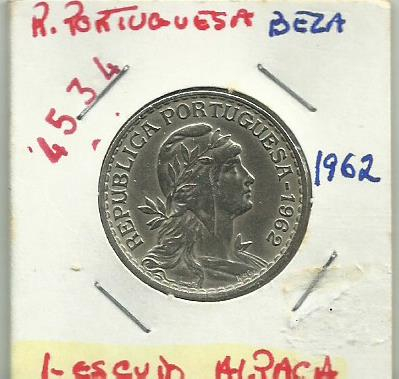 R. PORTUGUESA BEZA
4534
REPUBLICA PORTUGUESA-1962
1962
1-ESCUDO ALPACA